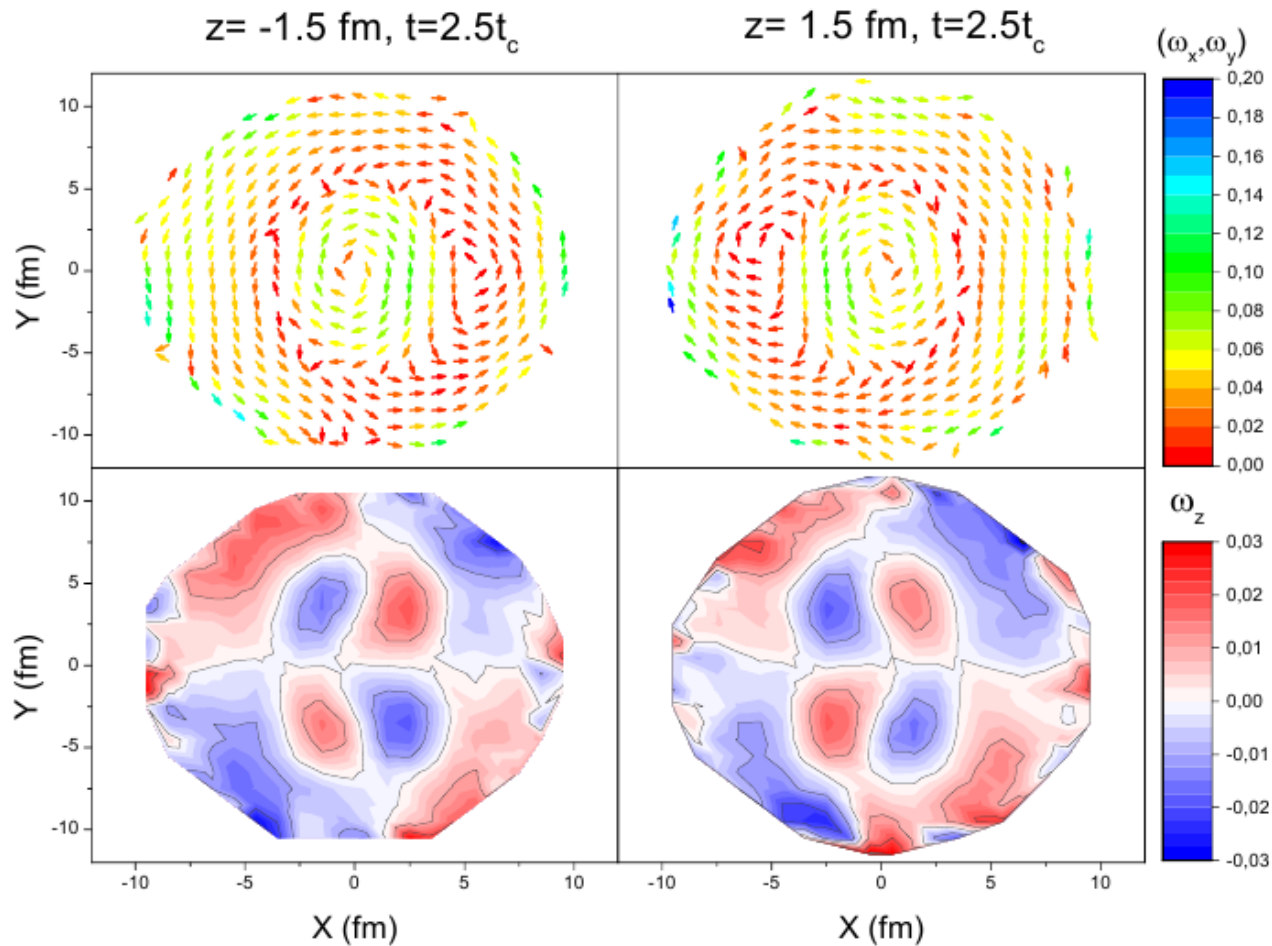 z= -1.5 fm, t=2.5t_c
z= 1.5 fm, t=2.5t_c
(ω_x,ω_y)
0,20
0,18
0,16
0,14
0,12
0,10
0,08
0,06
0,04
0,02
0,00
Y (fm)
10
5
0
-5
-10
ω_z
0,03
0,02
0,01
0,00
-0,01
-0,02
-0,03
Y (fm)
10
5
0
-5
-10
-10 -5 0 5 10
-10 -5 0 5 10
X (fm)
X (fm)